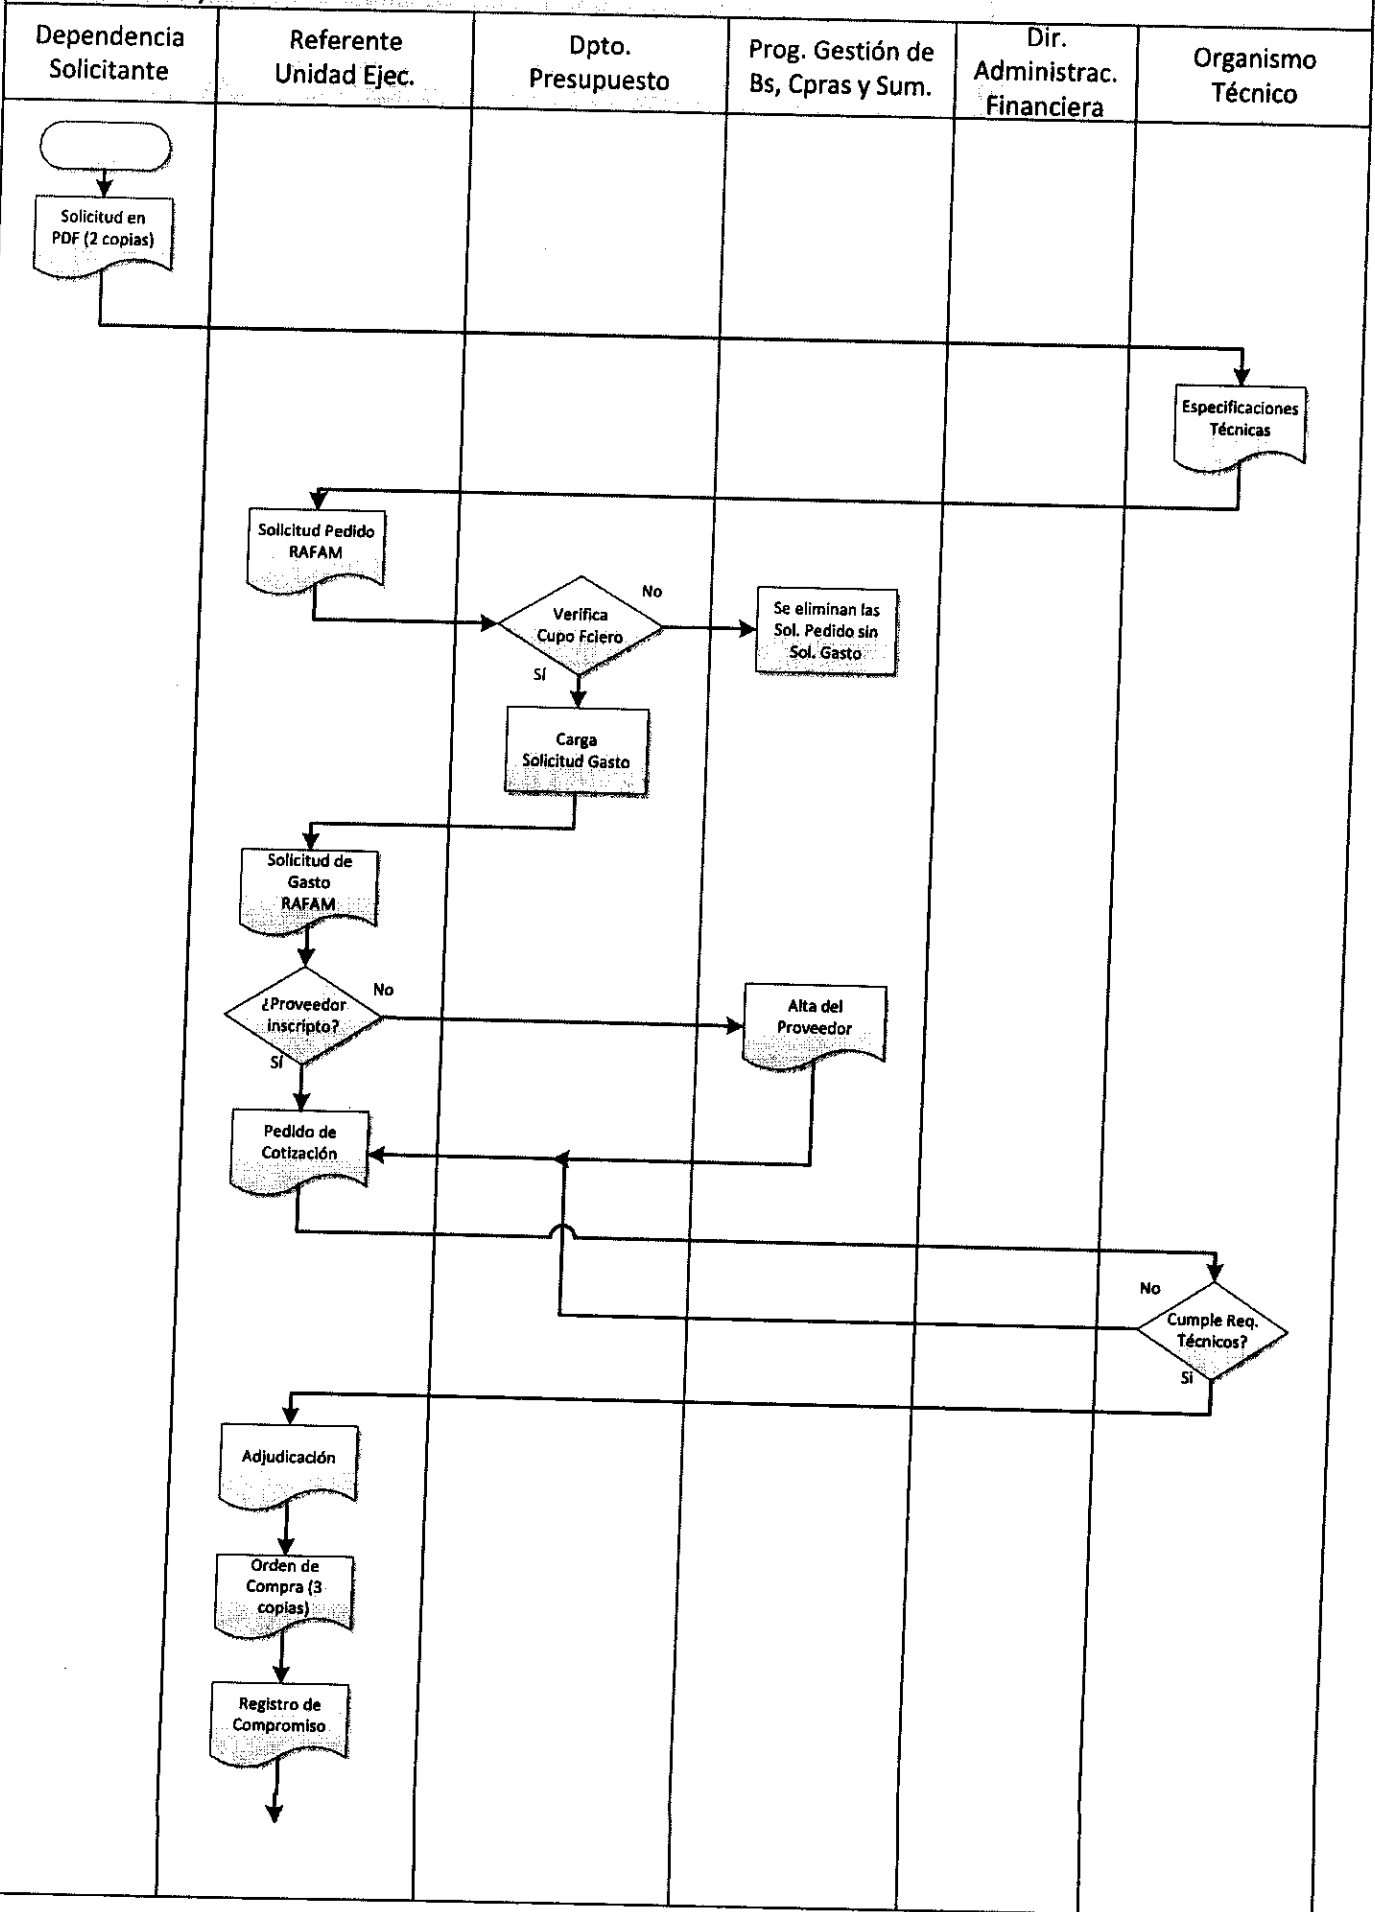 Dependencia
Solicitante
Referente
Unidad Ejec.
Dpto.
Presupuesto
Prog. Gestión de
Bs, Cpras y Sum.
Dir.
Administrac.
Financiera
Organismo
Técnico
Solicitud en
PDF (2 copias)
Especificaciones
Técnicas
Solicitud Pedido
RAFAM
Verifica
Cupo Fciero
No
Sí
Se eliminan las
Sol. Pedido sin
Sol. Gasto
Carga
Solicitud Gasto
Solicitud de
Gasto
RAFAM
¿Proveedor
inscripto?
No
Sí
Alta del
Proveedor
Pedido de
Cotización
No
Cumple Req.
Técnicos?
Si
Adjudicación
Orden de
Compra (3
copias)
Registro de
Compromiso